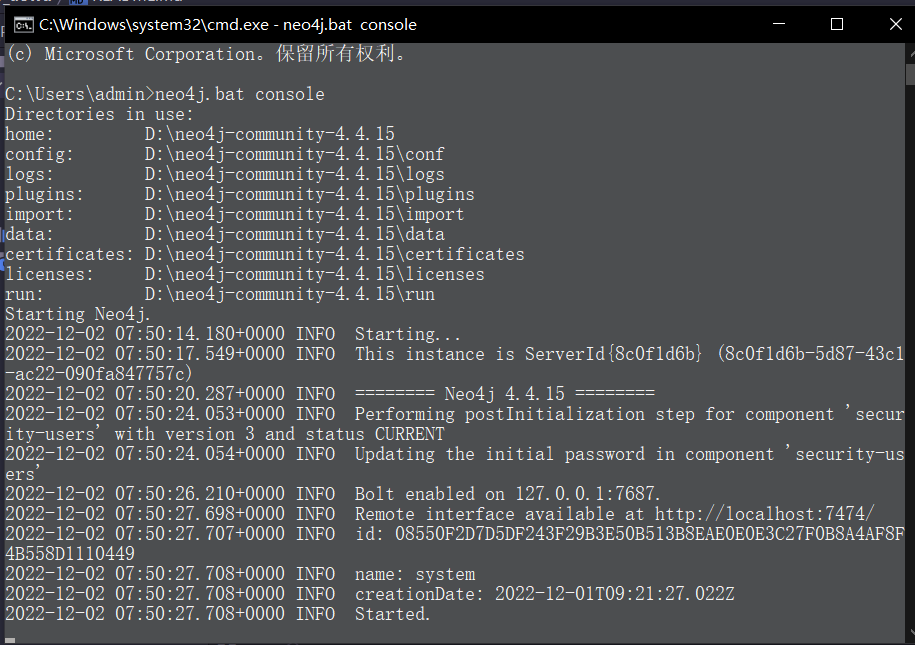 C:\Windows\system32\cmd.exe - neo4j.bat console
(c) Microsoft Corporation。保留所有权利。
C:\Users\admin>neo4j.bat console
Directories in use:
home: D:\neo4j-community-4.4.15
config: D:\neo4j-community-4.4.15\conf
logs: D:\neo4j-community-4.4.15\logs
plugins: D:\neo4j-community-4.4.15\plugins
import: D:\neo4j-community-4.4.15\import
data: D:\neo4j-community-4.4.15\data
certificates: D:\neo4j-community-4.4.15\certificates
licenses: D:\neo4j-community-4.4.15\licenses
run: D:\neo4j-community-4.4.15\run
Starting Neo4j.
2022-12-02 07:50:14.180+0000 INFO  Starting...
2022-12-02 07:50:17.549+0000 INFO  This instance is ServerId{8c0f1d6b} (8c0f1d6b-5d87-43c1
-ac22-090fa847757c)
2022-12-02 07:50:20.287+0000 INFO  ======== Neo4j 4.4.15 ========
2022-12-02 07:50:24.053+0000 INFO  Performing postInitialization step for component 'secur
ity-users' with version 3 and status CURRENT
2022-12-02 07:50:24.054+0000 INFO  Updating the initial password in component 'security-us
ers'
2022-12-02 07:50:26.210+0000 INFO  Bolt enabled on 127.0.0.1:7687.
2022-12-02 07:50:27.698+0000 INFO  Remote interface available at http://localhost:7474/
2022-12-02 07:50:27.707+0000 INFO  id: 08550F2D7D5DF243F29B3E50B513B8EAE0E0E3C27F0B8A4AF8F
4B558D1110449
2022-12-02 07:50:27.708+0000 INFO  name: system
2022-12-02 07:50:27.708+0000 INFO  creationDate: 2022-12-01T09:21:27.022Z
2022-12-02 07:50:27.708+0000 INFO  Started.